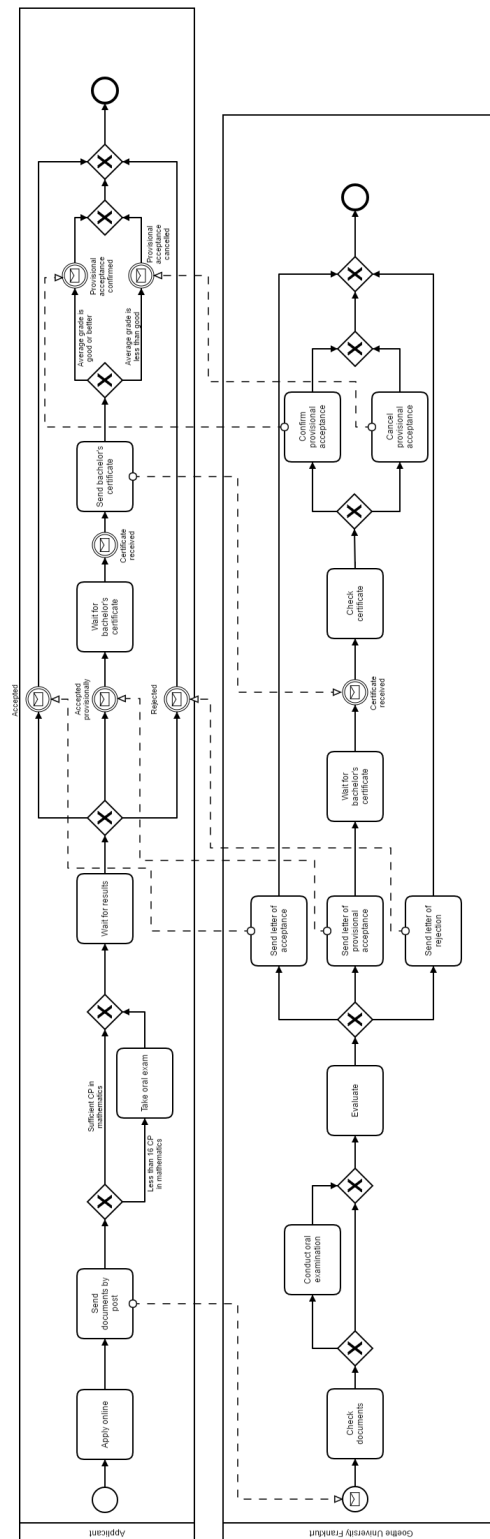 Applicant
Apply online
Send
documents by
post
Less than 16 CP
in mathematics
Sufficient CP in
mathematics
Take oral exam
Wait for results
Accepted
Accepted
provisionally
Rejected
Wait for
bachelor's
certificate
Certificate
received
Send bachelor's
certificate
Average grade is
good or better
Average grade is
less than good
Provisional
acceptance
confirmed
Provisional
acceptance
cancelled
Goethe University Frankfurt
Check
documents
Conduct oral
examination
Evaluate
Send letter of
acceptance
Send letter of
provisional
acceptance
Send letter of
rejection
Wait for
bachelor's
certificate
Certificate
received
Check
certificate
Confirm
provisional
acceptance
Cancel
provisional
acceptance